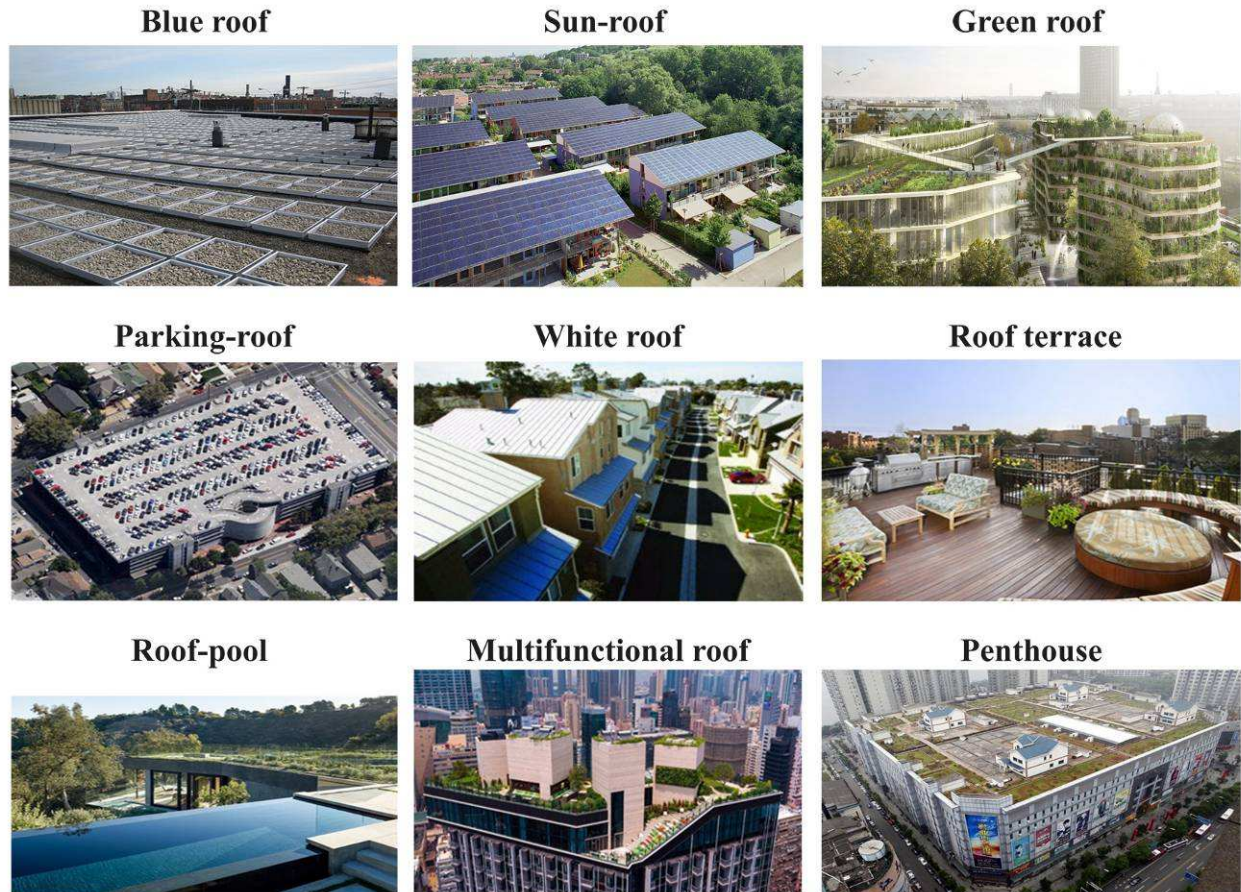 Blue roof
Sun-roof
Green roof
Parking-roof
White roof
Roof terrace
Roof-pool
Multifunctional roof
Penthouse